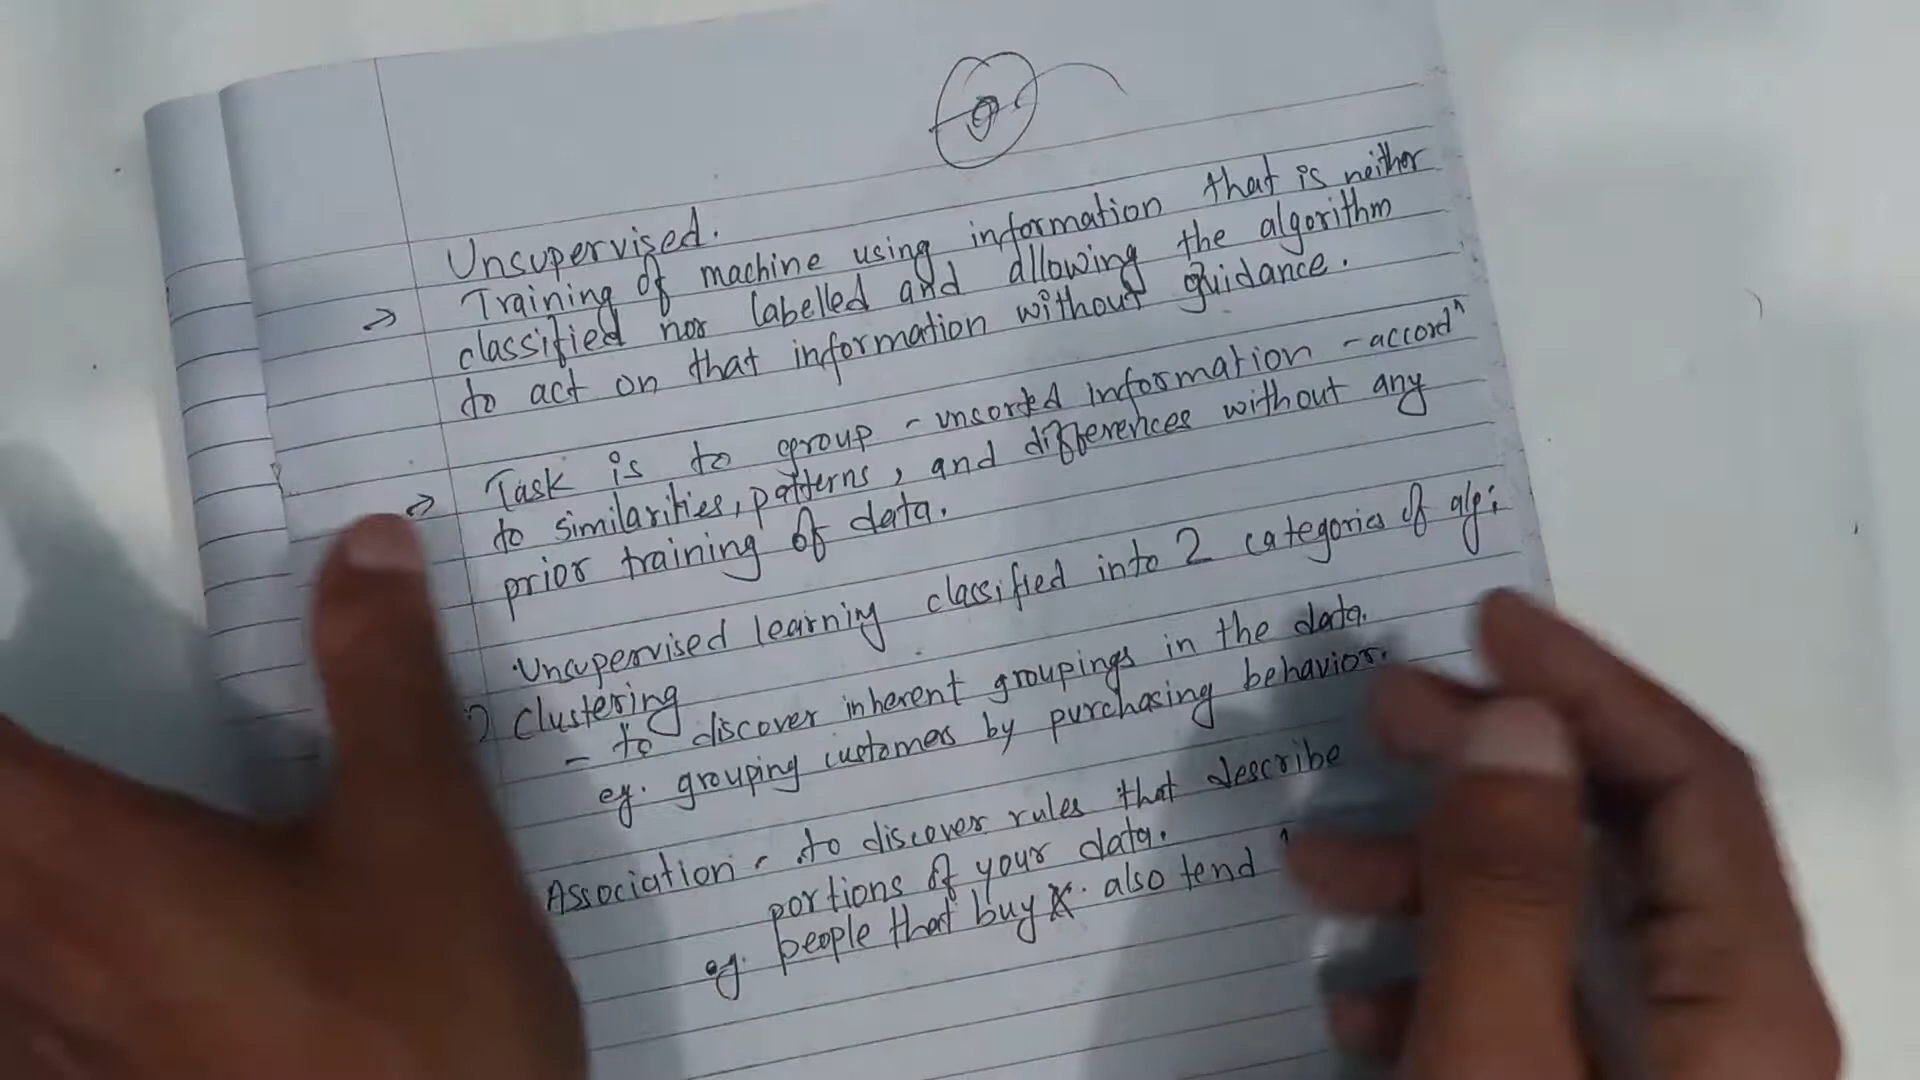 Unsupervised.
→ Training of machine using information that is neither
classified nor labelled and allowing the algorithm
to act on that information without guidance.
→ Task is to group - unsorted information - accordⁿ
to similarities, patterns, and differences without any
prior training of data.
Unsupervised learning classified into 2 categories of alg:
) Clustering
- to discover inherent groupings in the data.
eg. grouping customers by purchasing behavior.
Association - to discover rules that describe
portions of your data.
eg. people that buy X. also tend